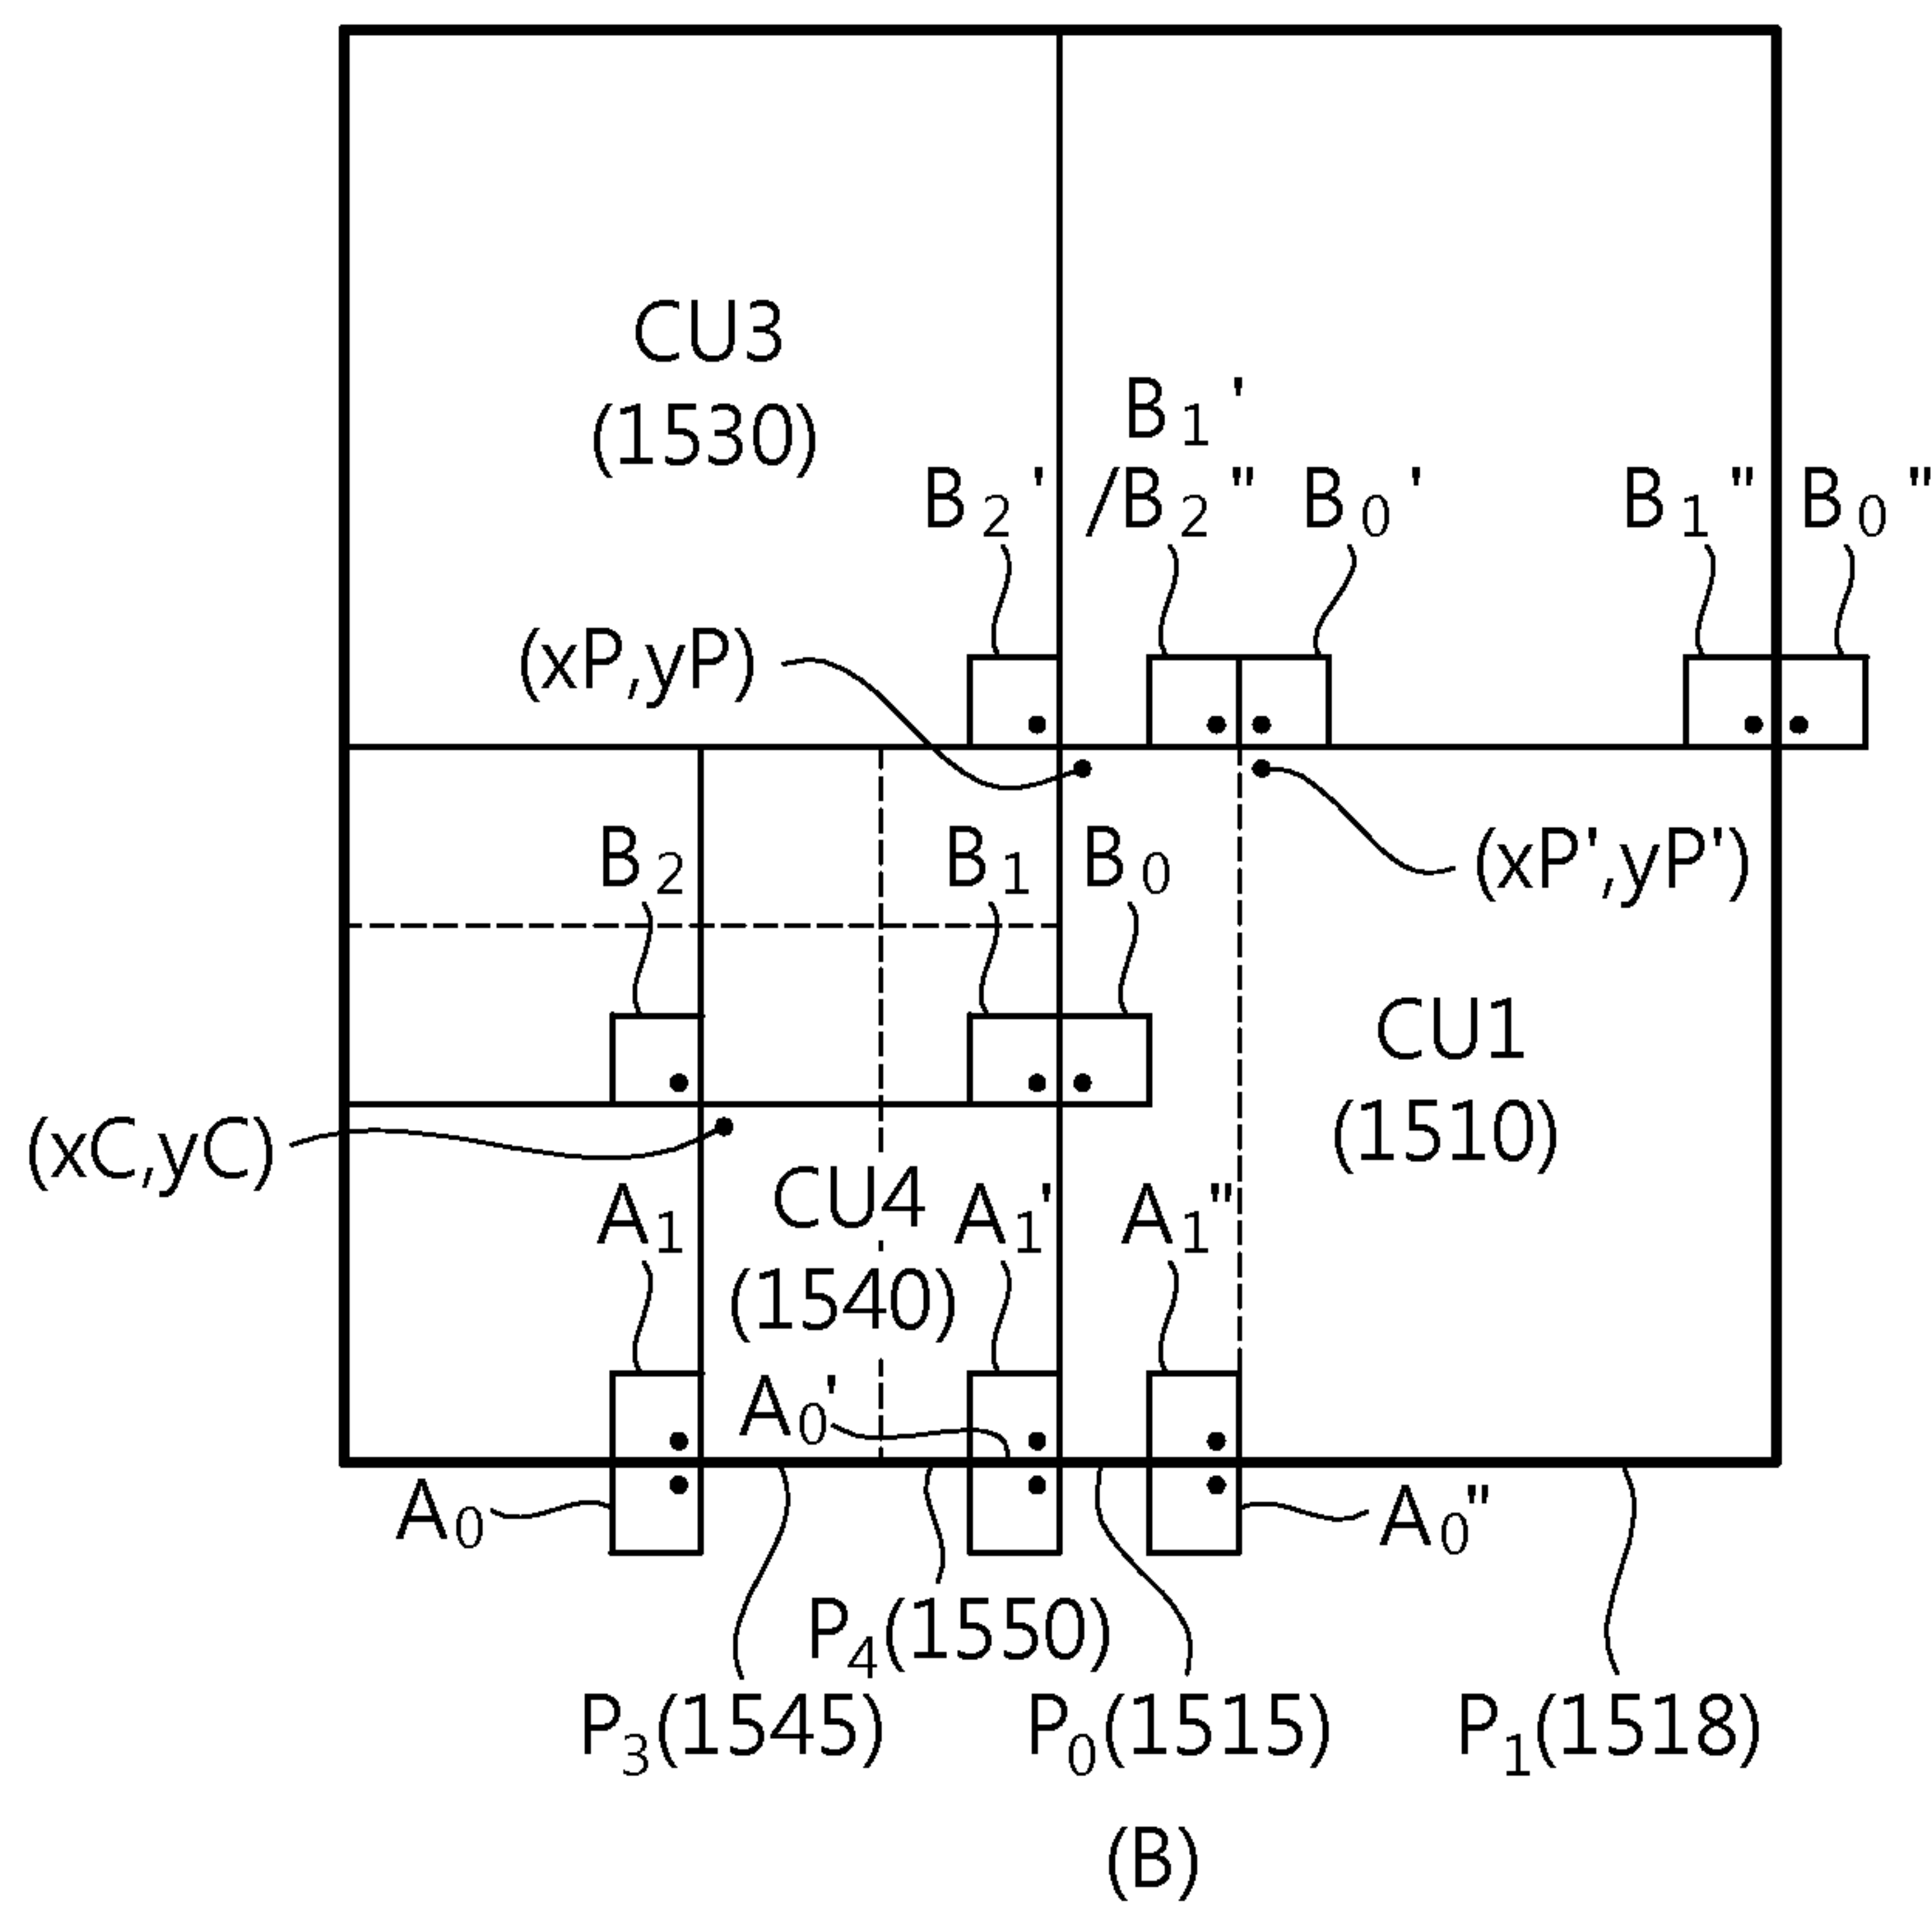 CU3
(1530)
B₁'
B₂' /B₂" B₀' B₁" B₀"
(xP,yP)
B₂ B₁ B₀ (xP',yP')
CU1
(1510)
(xC,yC)
CU4
A₁ A₁' A₁"
(1540)
A₀'
A₀ A₀"
P₄(1550)
P₃(1545) P₀(1515) P₁(1518)
(B)